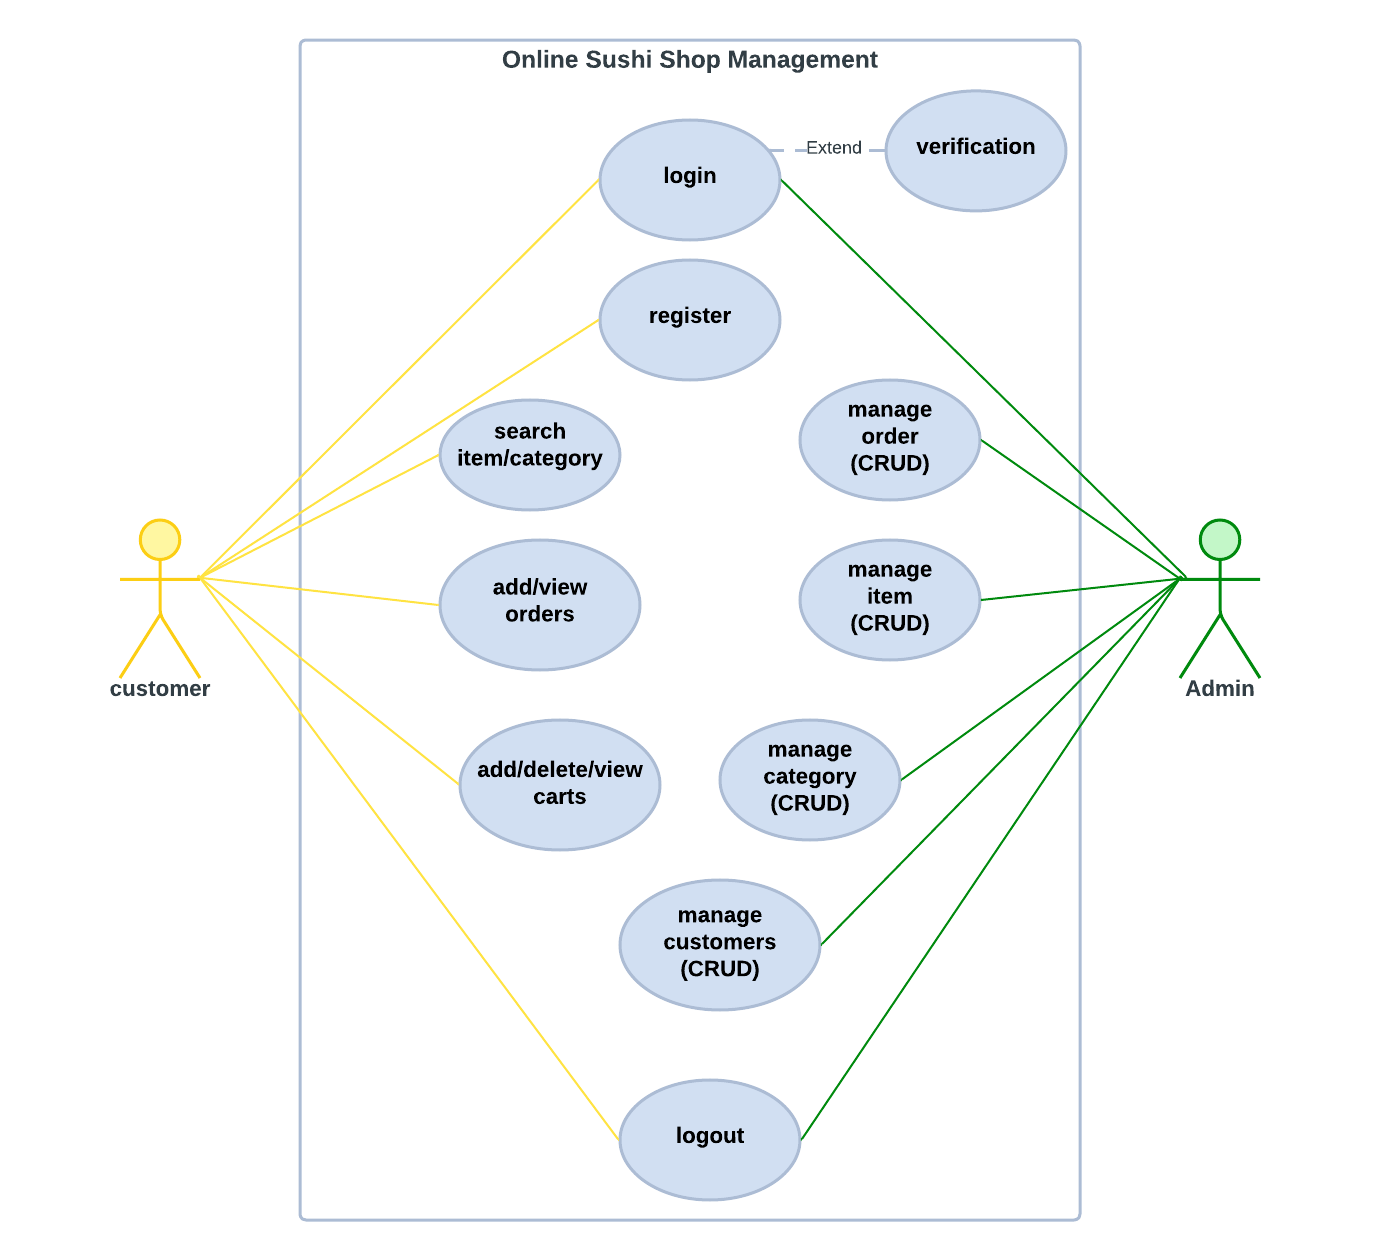 Online Sushi Shop Management
login
Extend
verification
register
search
item/category
manage
order
(CRUD)
add/view
orders
manage
item
(CRUD)
customer
Admin
add/delete/view
carts
manage
category
(CRUD)
manage
customers
(CRUD)
logout